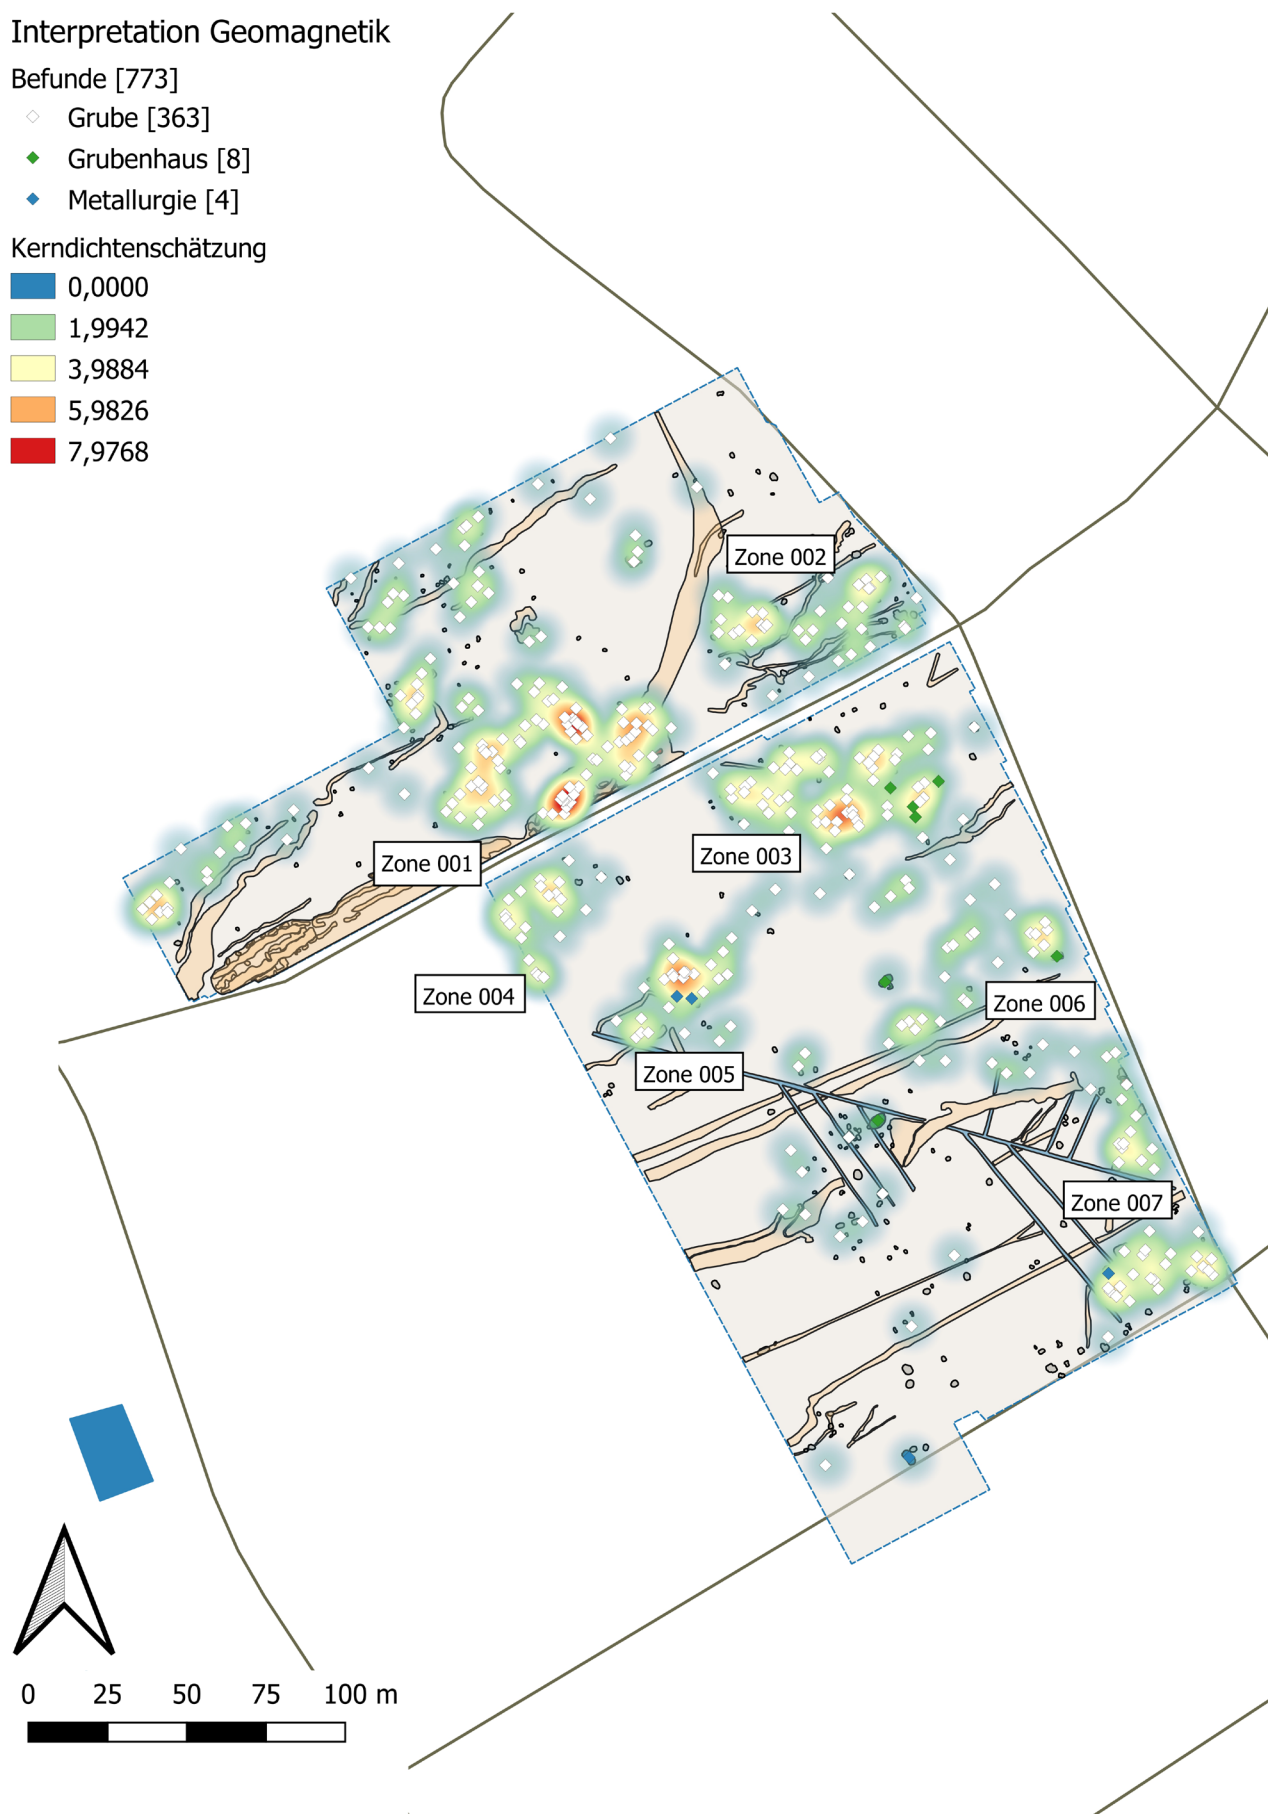 Interpretation Geomagnetik
Befunde [773]
Grube [363]
Grubenhaus [8]
Metallurgie [4]
Kerndichtenschätzung
0,0000
1,9942
3,9884
5,9826
7,9768
Zone 002
Zone 003
Zone 001
Zone 004
Zone 006
Zone 005
Zone 007
0 25 50 75 100 m